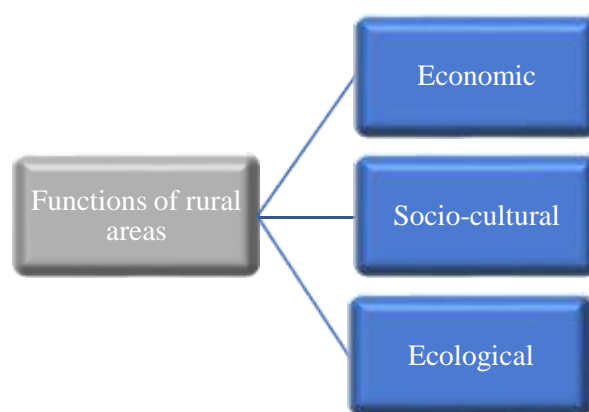 Functions of rural
areas
Economic
Socio-cultural
Ecological